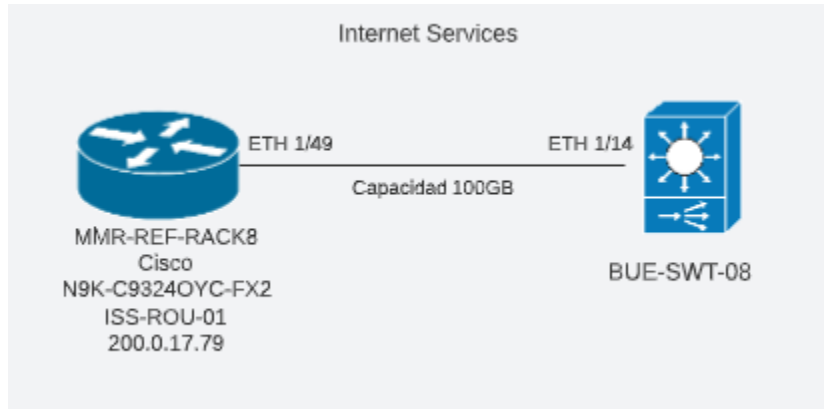 Internet Services
ETH 1/49
ETH 1/14
Capacidad 100GB
MMR-REF-RACK8
Cisco
N9K-C9324OYC-FX2
ISS-ROU-01
200.0.17.79
BUE-SWT-08